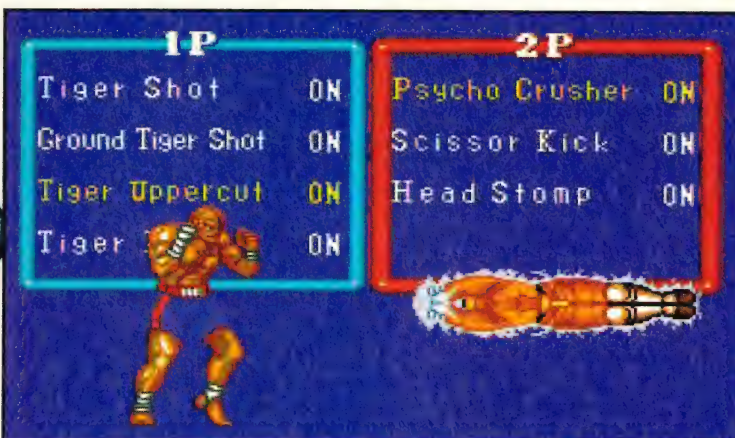 1P
Tiger Shot ON
Ground Tiger Shot ON
Tiger Uppercut ON
Tiger ON
2P
Psycho Crusher ON
Scissor Kick ON
Head Stomp ON